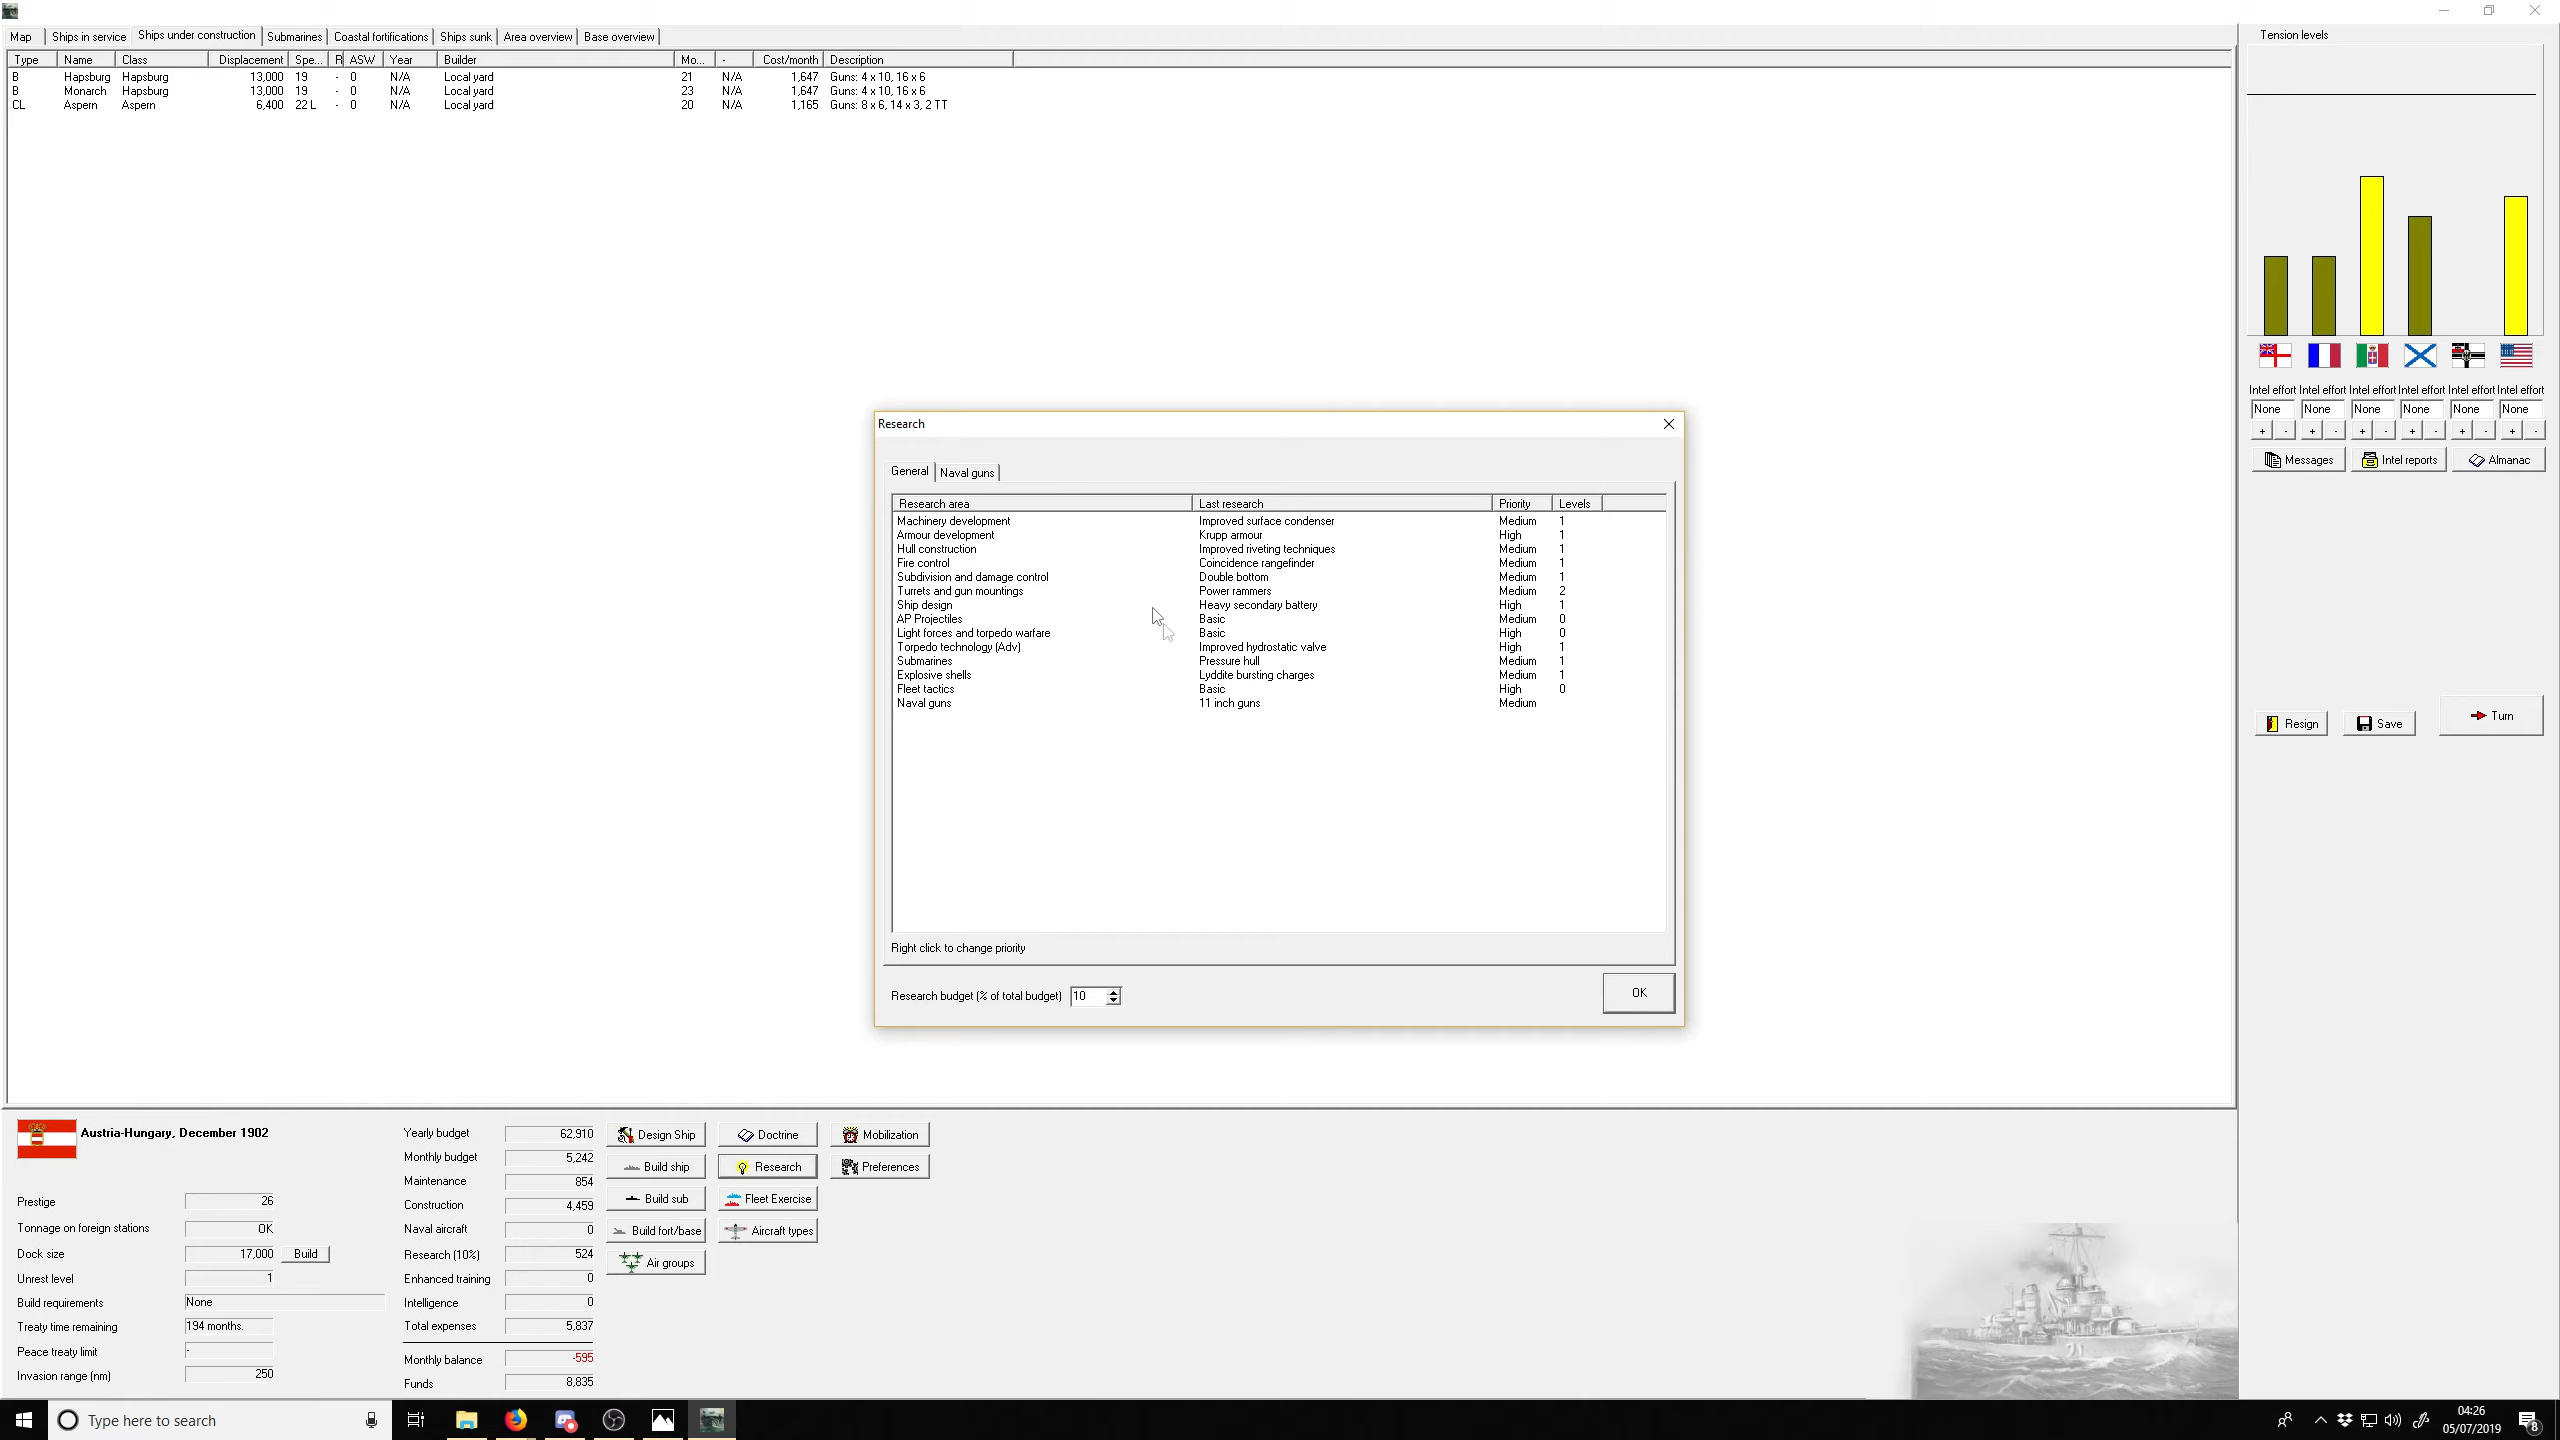 Map Ships in service Ships under construction Submarines Coastal fortifications Ships sunk Area overview Base overview
Type Name Class Displacement Spe... R ASW Year Builder Mo... - Cost/month Description
B Hapsburg Hapsburg 13,000 19 - 0 N/A Local yard 21 N/A 1,647 Guns: 4 x 10, 16 x 6
B Monarch Hapsburg 13,000 19 - 0 N/A Local yard 23 N/A 1,647 Guns: 4 x 10, 16 x 6
CL Aspern Aspern 6,400 22 L - 0 N/A Local yard 20 N/A 1,165 Guns: 8 x 6, 14 x 3, 2 TT
Tension levels
Intel effort Intel effort Intel effort Intel effort Intel effort Intel effort
None None None None None None
+ - + - + - + - + - + -
Messages Intel reports Almanac
Resign Save Turn
Research
General Naval guns
Research area Last research Priority Levels
Machinery development Improved surface condenser Medium 1
Armour development Krupp armour High 1
Hull construction Improved riveting techniques Medium 1
Fire control Coincidence rangefinder Medium 1
Subdivision and damage control Double bottom Medium 1
Turrets and gun mountings Power rammers Medium 2
Ship design Heavy secondary battery High 1
AP Projectiles Basic Medium 0
Light forces and torpedo warfare Basic High 0
Torpedo technology (Adv) Improved hydrostatic valve High 1
Submarines Pressure hull Medium 1
Explosive shells Lyddite bursting charges Medium 1
Fleet tactics Basic High 0
Naval guns 11 inch guns Medium
Right click to change priority
Research budget (% of total budget) 10
OK
Austria-Hungary, December 1902
Prestige 26
Tonnage on foreign stations OK
Dock size 17,000 Build
Unrest level 1
Build requirements None
Treaty time remaining 194 months.
Peace treaty limit -
Invasion range (nm) 250
Yearly budget 62,910
Monthly budget 5,242
Maintenance 854
Construction 4,459
Naval aircraft 0
Research (10%) 524
Enhanced training 0
Intelligence 0
Total expenses 5,837
Monthly balance -595
Funds 8,835
Design Ship Doctrine Mobilization
Build ship Research Preferences
Build sub Fleet Exercise
Build fort/base Aircraft types
Air groups
Type here to search
04:26
05/07/2019
8